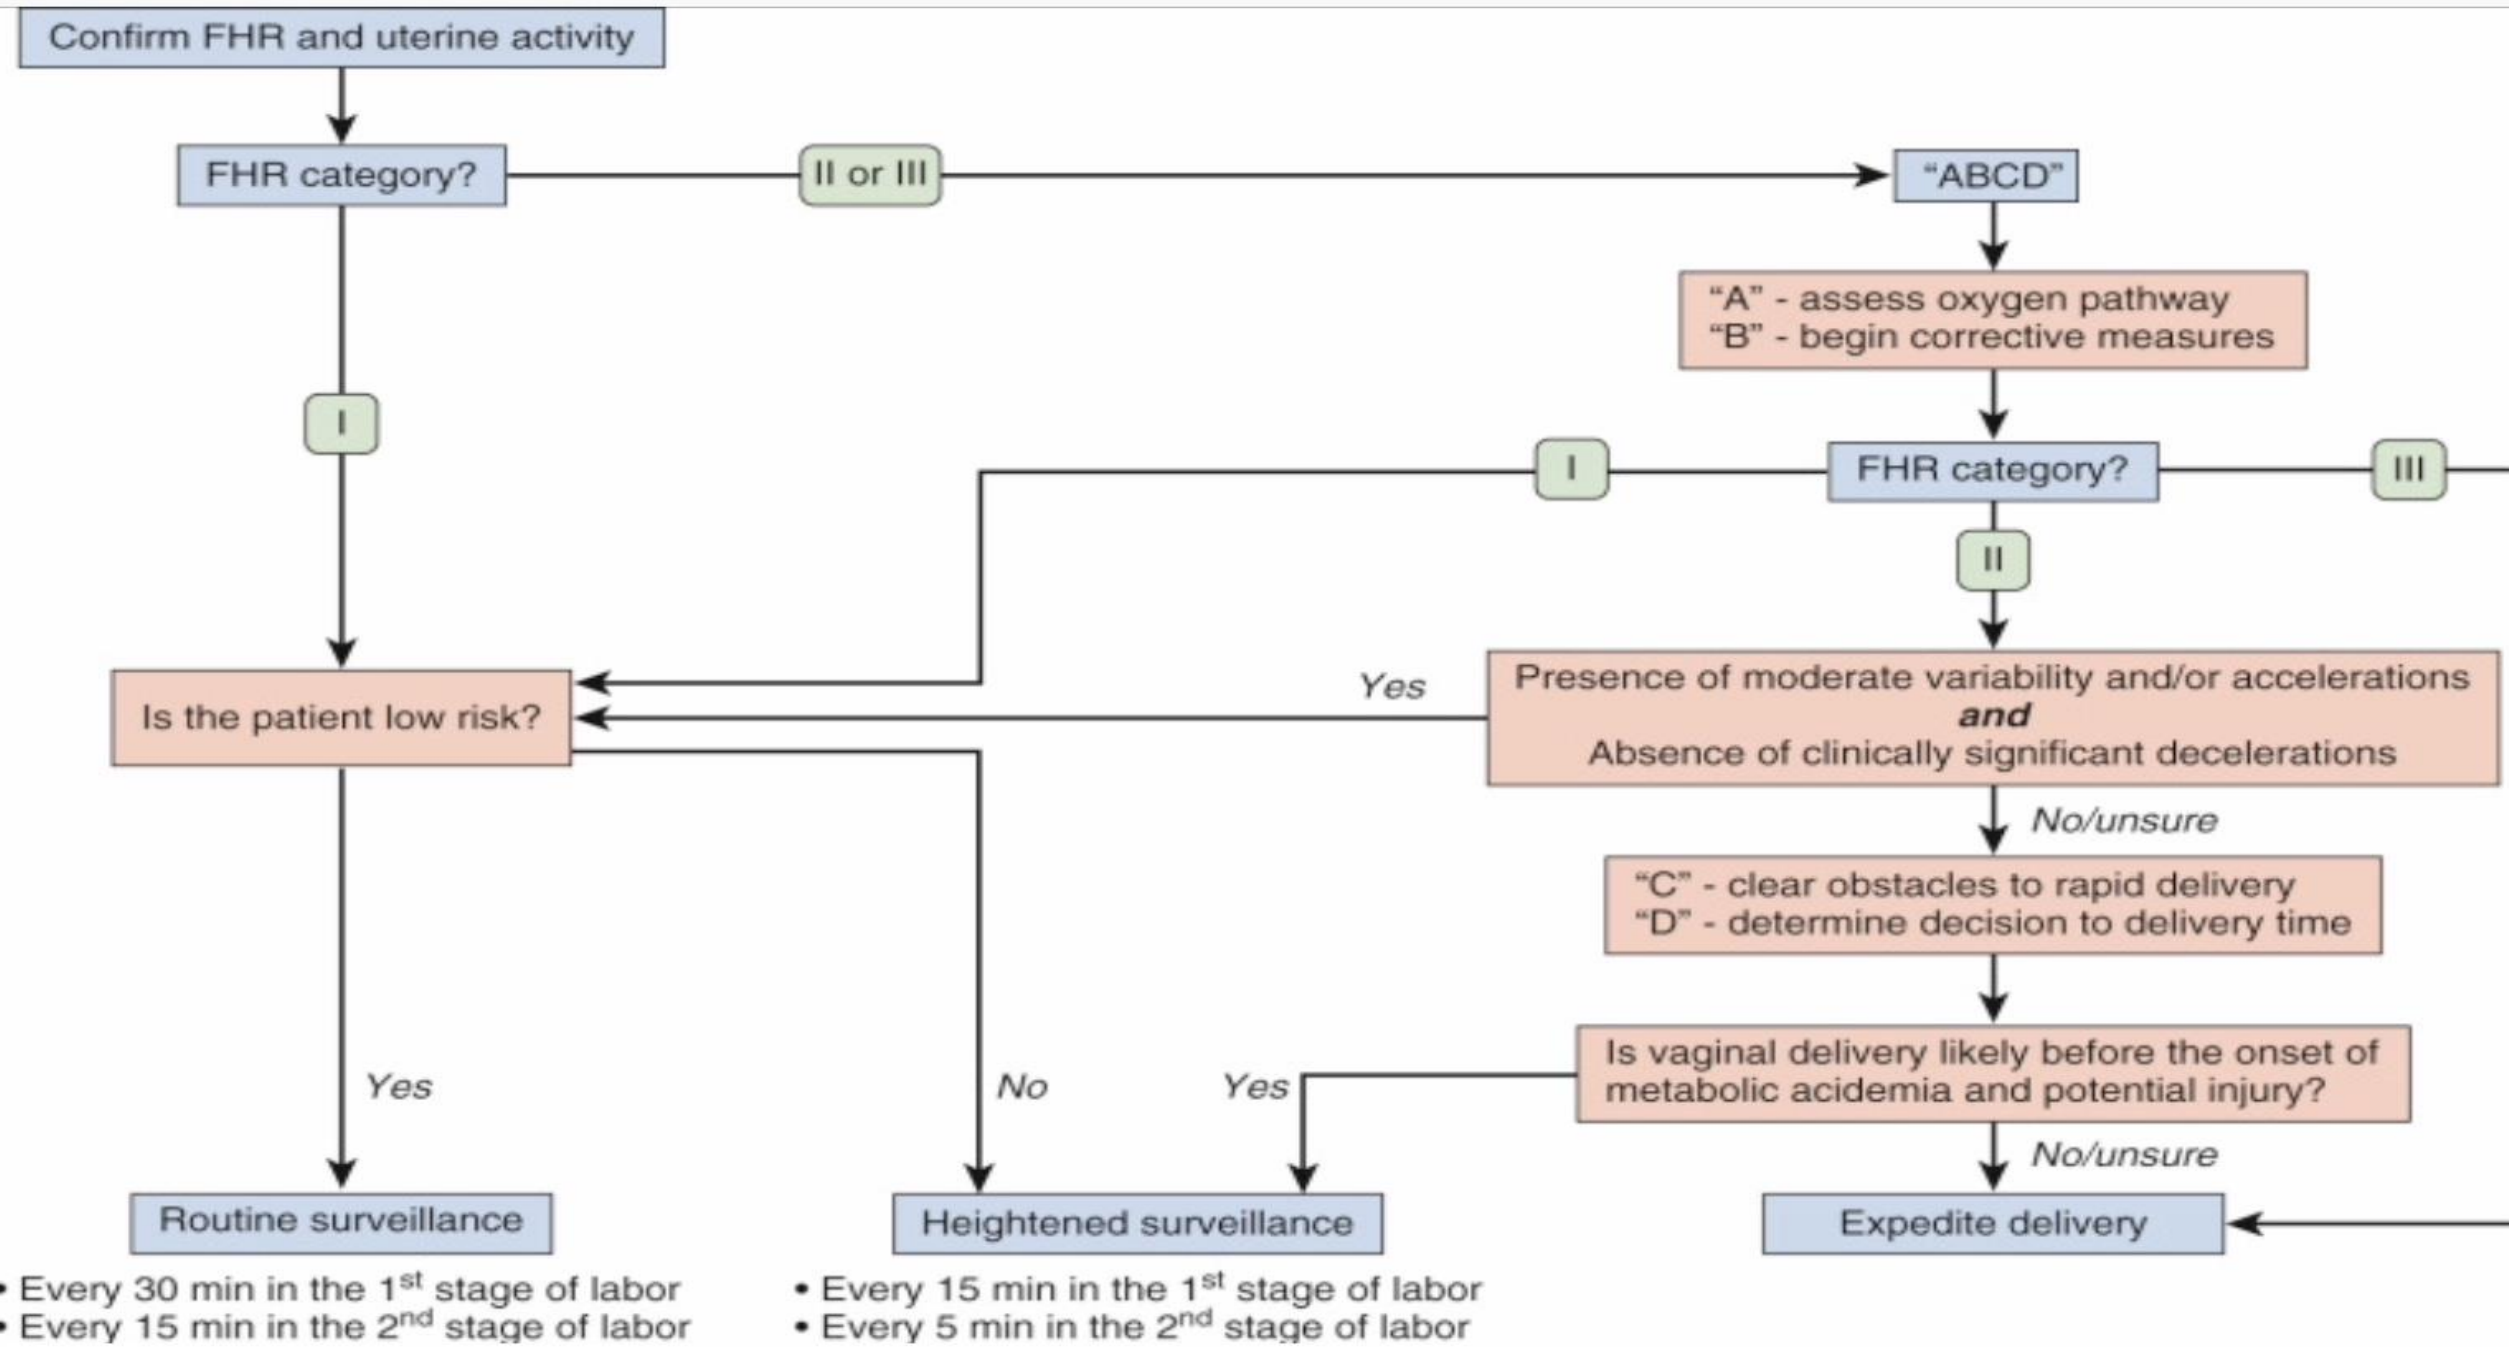 Confirm FHR and uterine activity
FHR category?
II or III
“ABCD”
“A” - assess oxygen pathway
“B” - begin corrective measures
I
I
FHR category?
III
II
Is the patient low risk?
Yes
Presence of moderate variability and/or accelerations
and
Absence of clinically significant decelerations
No/unsure
“C” - clear obstacles to rapid delivery
“D” - determine decision to delivery time
Yes
No
Yes
Is vaginal delivery likely before the onset of
metabolic acidemia and potential injury?
No/unsure
Routine surveillance
Heightened surveillance
Expedite delivery
• Every 30 min in the 1st stage of labor
• Every 15 min in the 2nd stage of labor
• Every 15 min in the 1st stage of labor
• Every 5 min in the 2nd stage of labor